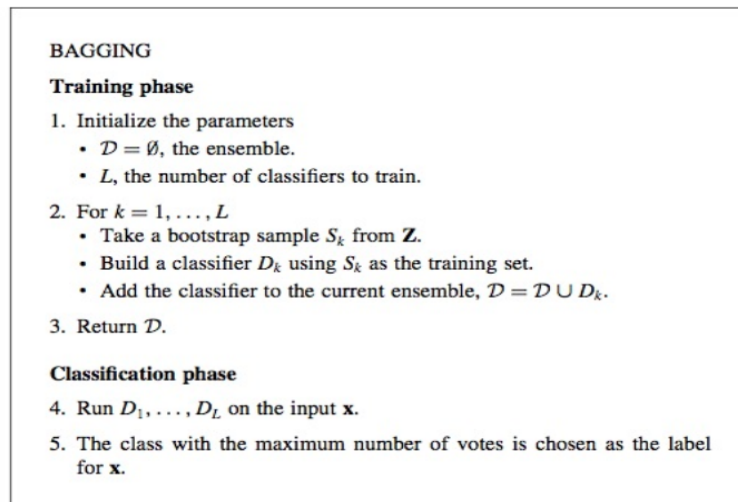 BAGGING
Training phase
1. Initialize the parameters
• 𝒟 = Ø, the ensemble.
• L, the number of classifiers to train.
2. For k = 1, . . . , L
• Take a bootstrap sample Sₖ from Z.
• Build a classifier Dₖ using Sₖ as the training set.
• Add the classifier to the current ensemble, 𝒟 = 𝒟 ∪ Dₖ.
3. Return 𝒟.
Classification phase
4. Run D₁, . . . , D_L on the input x.
5. The class with the maximum number of votes is chosen as the label
for x.